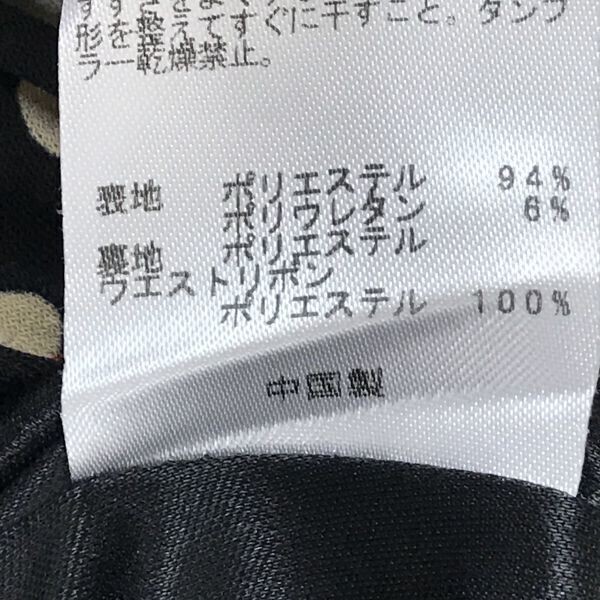 形を整えてすぐに干すこと。タンブ
ラー乾燥禁止。
表地 ポリエステル 94%
ポリウレタン 6%
裏地 ポリエステル
ウエストリボン
ポリエステル 100%
中国製